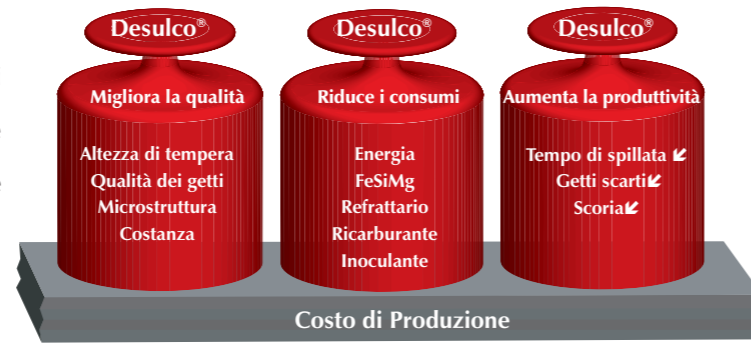 Desulco®
Migliora la qualità
Altezza di tempera
Qualità dei getti
Microstruttura
Costanza
Desulco®
Riduce i consumi
Energia
FeSiMg
Refrattario
Ricarburante
Inoculante
Desulco®
Aumenta la produttività
Tempo di spillata ↙
Getti scarti↙
Scoria↙
Costo di Produzione